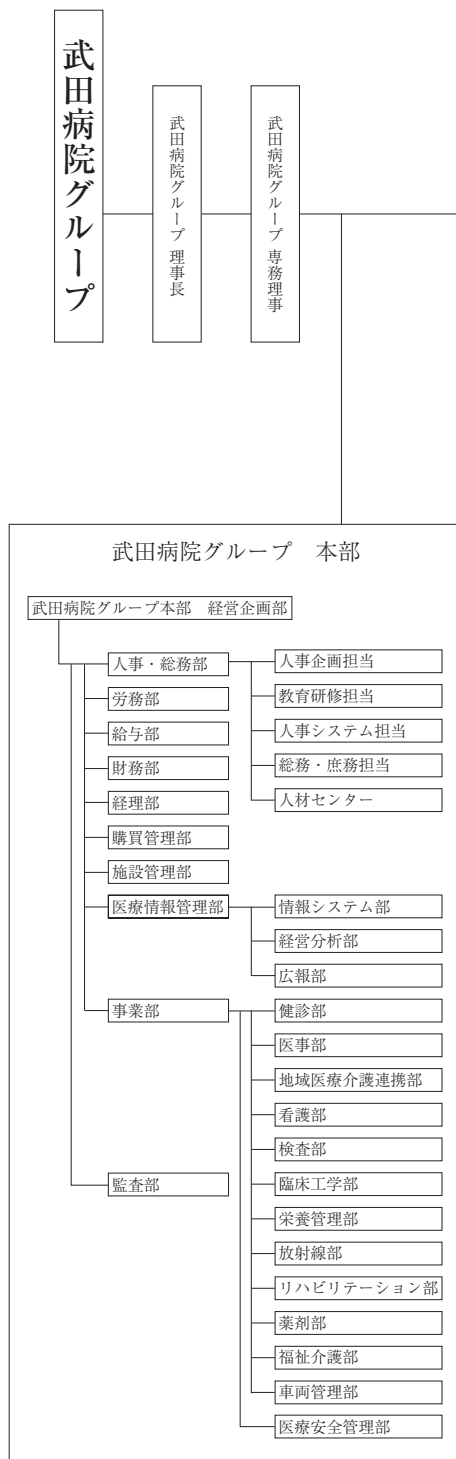 武田病院グループ
武田病院グループ 理事長
武田病院グループ 専務理事
武田病院グループ 本部
武田病院グループ本部 経営企画部
人事・総務部
人事企画担当
教育研修担当
人事システム担当
総務・庶務担当
人材センター
労務部
給与部
財務部
経理部
購買管理部
施設管理部
医療情報管理部
情報システム部
経営分析部
広報部
事業部
健診部
医事部
地域医療介護連携部
看護部
検査部
臨床工学部
栄養管理部
放射線部
リハビリテーション部
薬剤部
福祉介護部
車両管理部
医療安全管理部
監査部